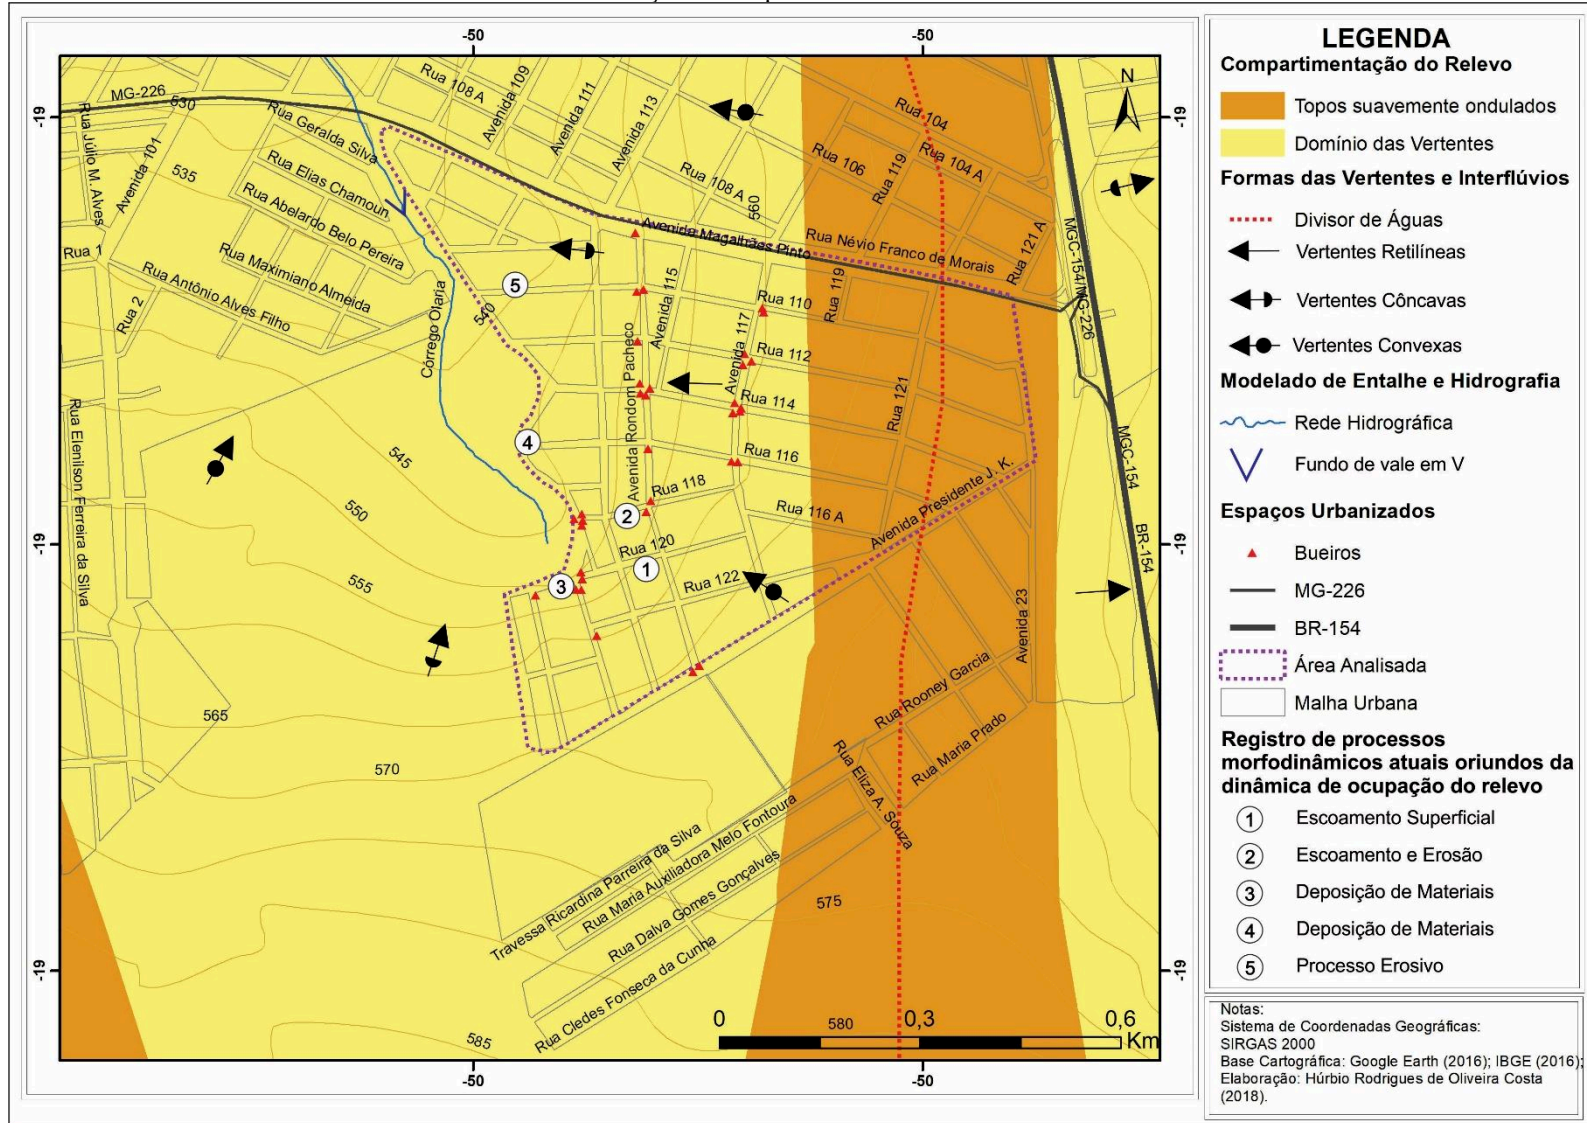 -50
-50
-19
-19
-19
-19
-19
-19
-50
-50
N
MG-226
530
Rua 108 A
Avenida 109
Avenida 111
Avenida 113
Rua Júlio M. Alves
Avenida 101
Rua Geralda Silva
535
Rua Elias Chamoun
Rua Abelardo Belo Pereira
Rua Maximiano Almeida
Rua 1
Rua Antônio Alves Filho
Rua 2
Córrego Olaria
540
Rua 104
Rua 106
Rua 119
Rua 104 A
Rua 108 A
560
Avenida Magalhães Pinto
Rua Névio Franco de Morais
Rua 121 A
MGC-154/MG-226
Avenida 115
Rua 110
Rua 119
Avenida Rondom Pacheco
Avenida 117
Rua 112
Rua 114
Rua 121
Rua 116
Rua 118
Rua 116 A
Avenida Presidente J. K.
MGC-154
BR-154
Rua Elenilson Ferreira da Silva
545
550
555
Rua 120
Rua 122
Avenida 23
565
570
Rua Rooney Garcia
Rua Maria Prado
Rua Eliza A. Souza
Travessa Ricardina Parreira da Silva
Rua Maria Auxiliadora Melo Fontoura
Rua Dalva Gomes Gonçalves
Rua Cledes Fonseca da Cunha
575
580
585
5
4
2
1
3
0
0,3
0,6
Km
LEGENDA
Compartimentação do Relevo
Topos suavemente ondulados
Domínio das Vertentes
Formas das Vertentes e Interflúvios
Divisor de Águas
Vertentes Retilíneas
Vertentes Côncavas
Vertentes Convexas
Modelado de Entalhe e Hidrografia
Rede Hidrográfica
Fundo de vale em V
Espaços Urbanizados
Bueiros
MG-226
BR-154
Área Analisada
Malha Urbana
Registro de processos
morfodinâmicos atuais oriundos da
dinâmica de ocupação do relevo
1 Escoamento Superficial
2 Escoamento e Erosão
3 Deposição de Materiais
4 Deposição de Materiais
5 Processo Erosivo
Notas:
Sistema de Coordenadas Geográficas:
SIRGAS 2000
Base Cartográfica: Google Earth (2016); IBGE (2016);
Elaboração: Húrbio Rodrigues de Oliveira Costa
(2018).